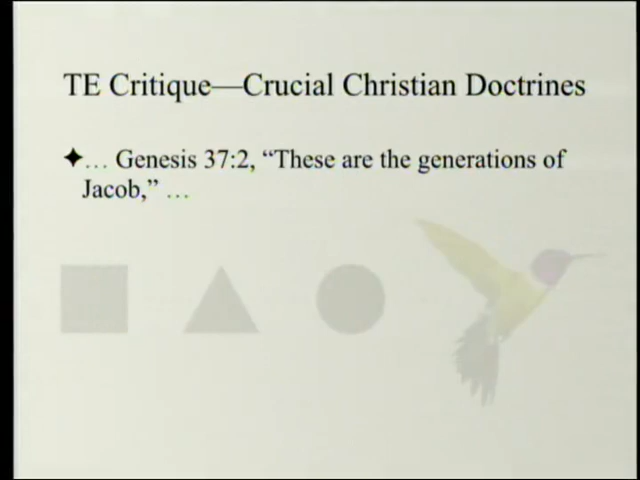 TE Critique—Crucial Christian Doctrines
✦… Genesis 37:2, “These are the generations of
Jacob,” …